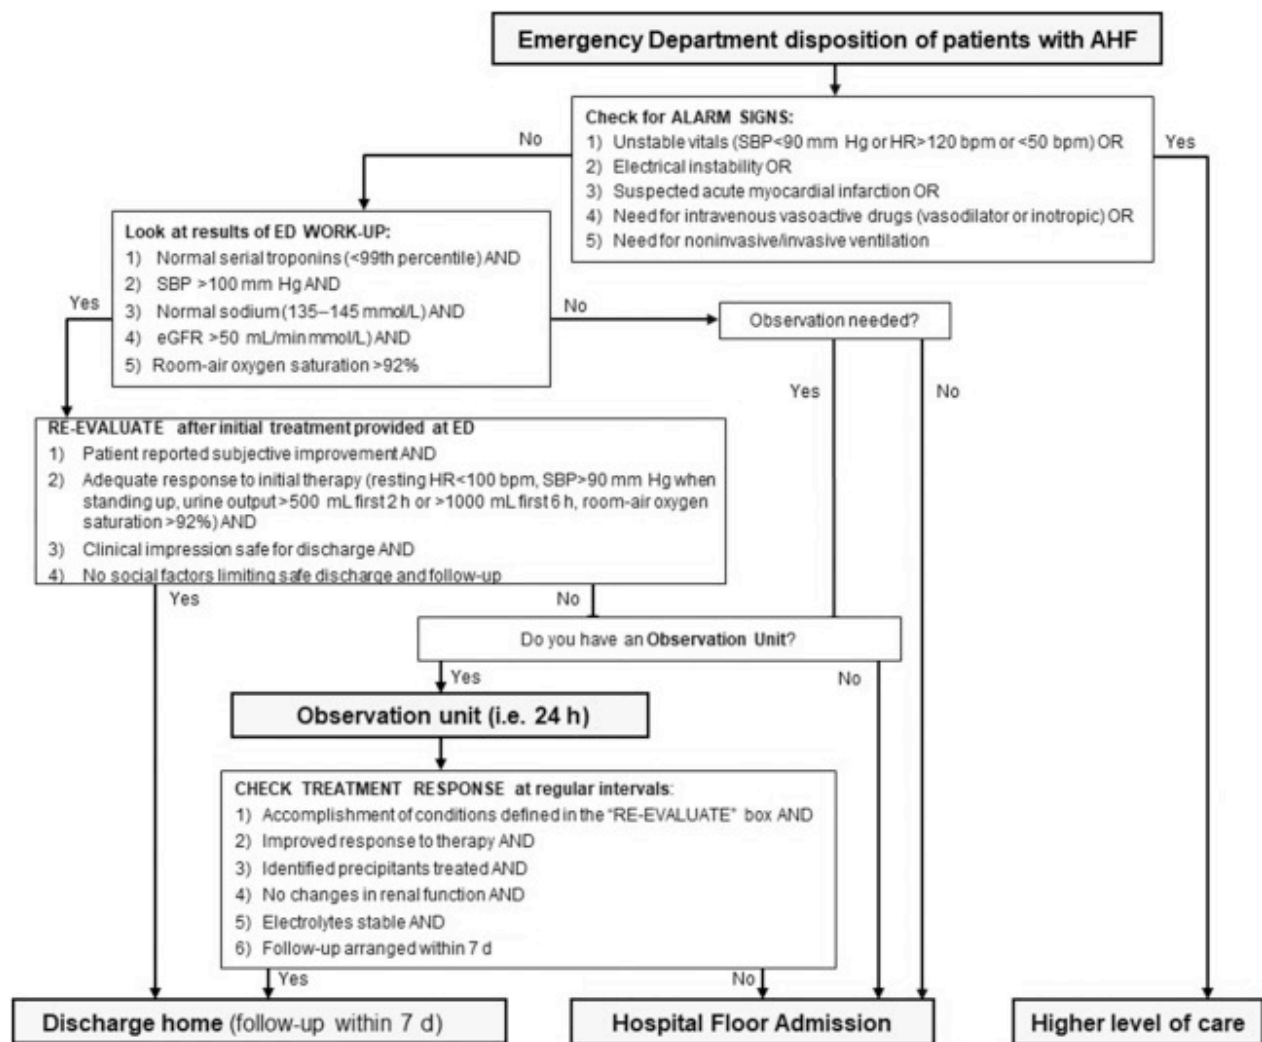 Emergency Department disposition of patients with AHF
Check for ALARM SIGNS:
1) Unstable vitals (SBP<90 mm Hg or HR>120 bpm or <50 bpm) OR
2) Electrical instability OR
3) Suspected acute myocardial infarction OR
4) Need for intravenous vasoactive drugs (vasodilator or inotropic) OR
5) Need for noninvasive/invasive ventilation
No
Yes
Look at results of ED WORK-UP:
1) Normal serial troponins (<99th percentile) AND
2) SBP >100 mm Hg AND
3) Normal sodium (135–145 mmol/L) AND
4) eGFR >50 mL/min mmol/L) AND
5) Room-air oxygen saturation >92%
Yes
No
Observation needed?
Yes
No
RE-EVALUATE after initial treatment provided at ED
1) Patient reported subjective improvement AND
2) Adequate response to initial therapy (resting HR<100 bpm, SBP>90 mm Hg when
standing up, urine output >500 mL first 2 h or >1000 mL first 6 h, room-air oxygen
saturation >92%) AND
3) Clinical impression safe for discharge AND
4) No social factors limiting safe discharge and follow-up
Yes
No
Do you have an Observation Unit?
Yes
No
Observation unit (i.e. 24 h)
CHECK TREATMENT RESPONSE at regular intervals:
1) Accomplishment of conditions defined in the “RE-EVALUATE” box AND
2) Improved response to therapy AND
3) Identified precipitants treated AND
4) No changes in renal function AND
5) Electrolytes stable AND
6) Follow-up arranged within 7 d
Yes
No
Discharge home (follow-up within 7 d)
Hospital Floor Admission
Higher level of care